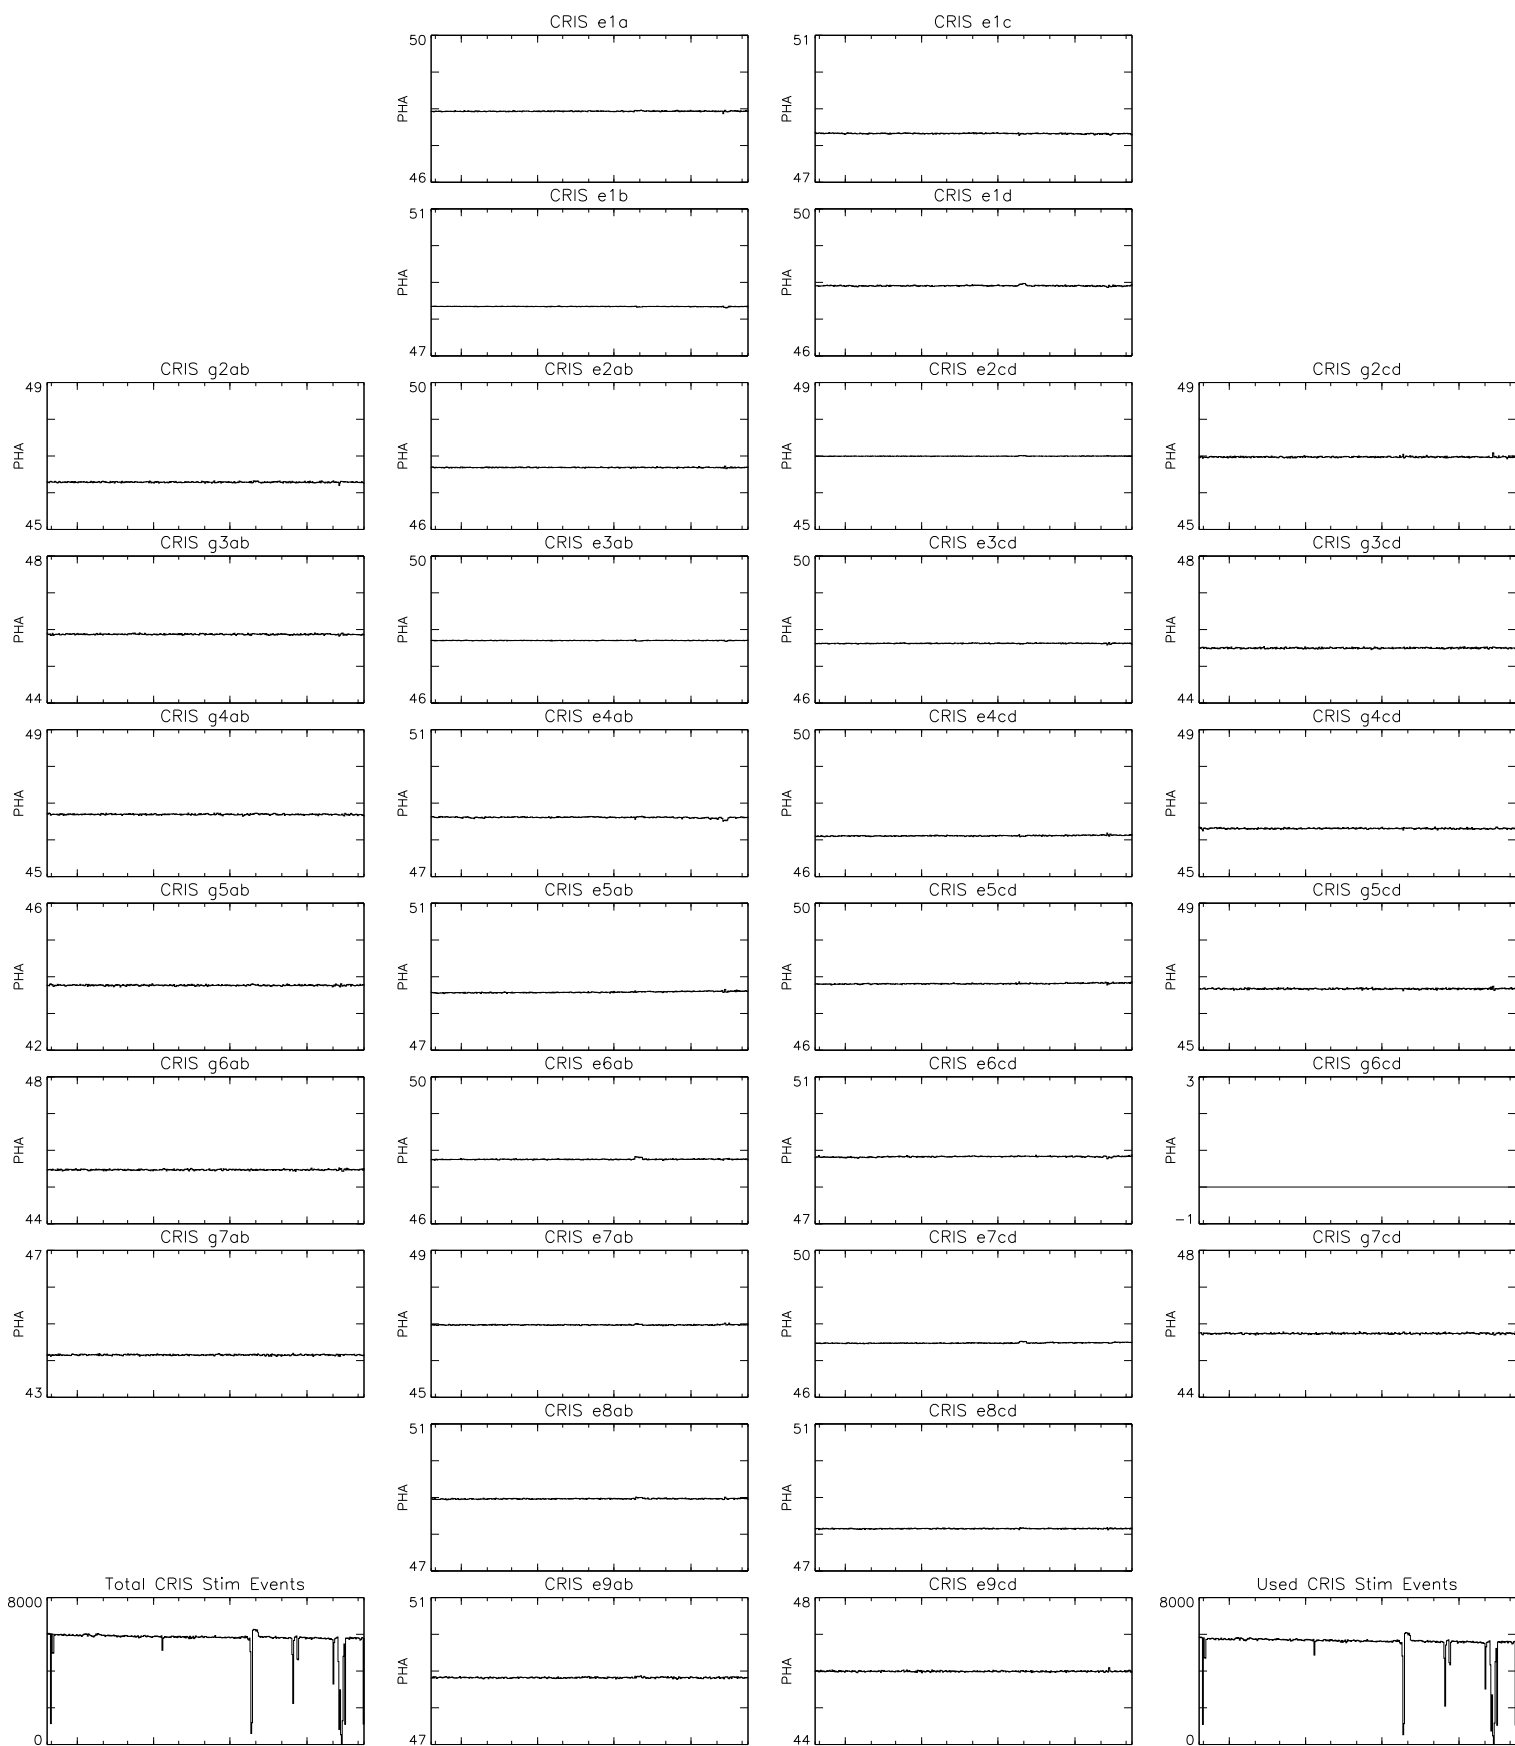 CRIS e1a
CRIS e1c
50
PHA
46
51
PHA
47
CRIS e1b
CRIS e1d
51
PHA
47
50
PHA
46
CRIS g2ab
CRIS e2ab
CRIS e2cd
CRIS g2cd
49
PHA
45
50
PHA
46
49
PHA
45
49
PHA
45
CRIS g3ab
CRIS e3ab
CRIS e3cd
CRIS g3cd
48
PHA
44
50
PHA
46
50
PHA
46
48
PHA
44
CRIS g4ab
CRIS e4ab
CRIS e4cd
CRIS g4cd
49
PHA
45
51
PHA
47
50
PHA
46
49
PHA
45
CRIS g5ab
CRIS e5ab
CRIS e5cd
CRIS g5cd
46
PHA
42
51
PHA
47
50
PHA
46
49
PHA
45
CRIS g6ab
CRIS e6ab
CRIS e6cd
CRIS g6cd
48
PHA
44
50
PHA
46
51
PHA
47
3
PHA
-1
CRIS g7ab
CRIS e7ab
CRIS e7cd
CRIS g7cd
47
PHA
43
49
PHA
45
50
PHA
46
48
PHA
44
CRIS e8ab
CRIS e8cd
51
PHA
47
51
PHA
47
Total CRIS Stim Events
CRIS e9ab
CRIS e9cd
Used CRIS Stim Events
8000
0
51
PHA
47
48
PHA
44
8000
0